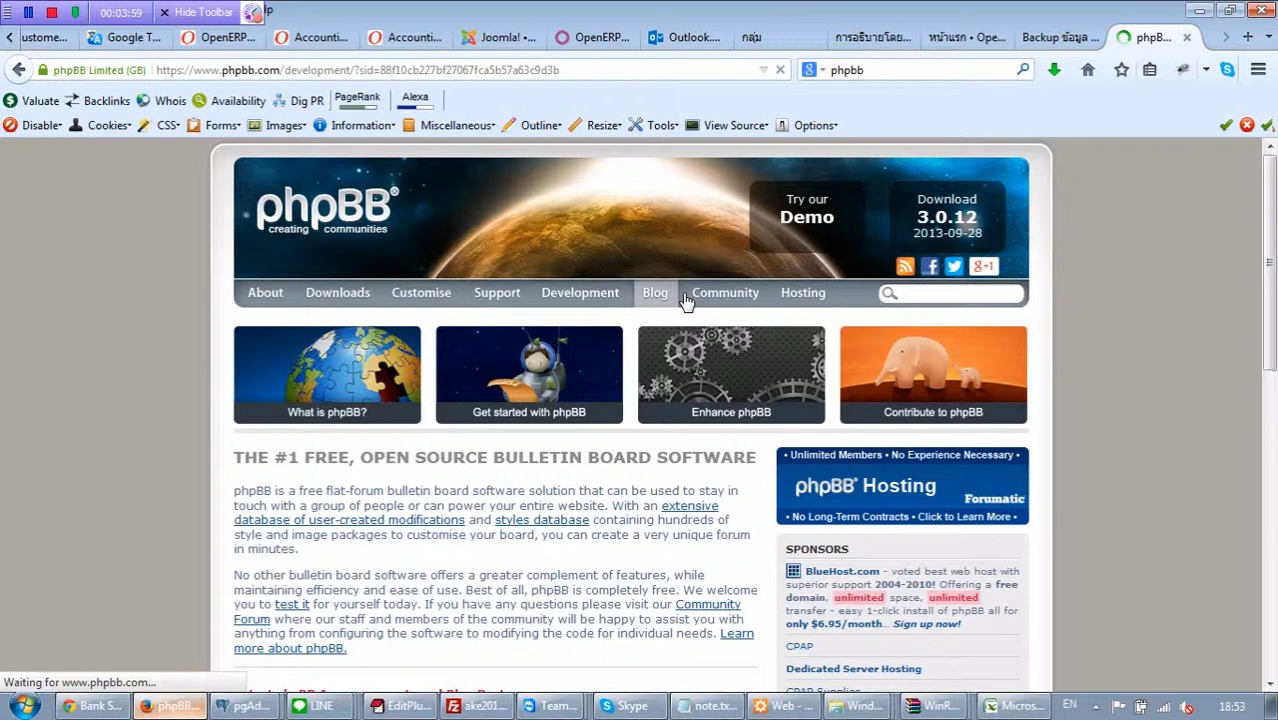 00:03:59
Hide Toolbar
lp
ustome...
Google T...
OpenERP...
Accounti...
Accounti...
Joomla! •...
OpenERP...
Outlook....
กลุ่ม
การอธิบายโดย...
หน้าแรก • Ope...
Backup ข้อมูล ...
phpB...
phpBB Limited (GB)
https://www.phpbb.com/development/?sid=88f10cb227bf27067fca5b57a63c9d3b
phpbb
Valuate
Backlinks
Whois
Availability
Dig PR
PageRank
Alexa
Disable
Cookies
CSS
Forms
Images
Information
Miscellaneous
Outline
Resize
Tools
View Source
Options
phpBB®
creating communities
Try our
Demo
Download
3.0.12
2013-09-28
g+1
About
Downloads
Customise
Support
Development
Blog
Community
Hosting
What is phpBB?
Get started with phpBB
Enhance phpBB
Contribute to phpBB
THE #1 FREE, OPEN SOURCE BULLETIN BOARD SOFTWARE
phpBB is a free flat-forum bulletin board software solution that can be used to stay in
touch with a group of people or can power your entire website. With an extensive
database of user-created modifications and styles database containing hundreds of
style and image packages to customise your board, you can create a very unique forum
in minutes.
No other bulletin board software offers a greater complement of features, while
maintaining efficiency and ease of use. Best of all, phpBB is completely free. We welcome
you to test it for yourself today. If you have any questions please visit our Community
Forum where our staff and members of the community will be happy to assist you with
anything from configuring the software to modifying the code for individual needs. Learn
more about phpBB.
• Unlimited Members • No Experience Necessary •
phpBB® Hosting
Forumatic
• No Long-Term Contracts • Click to Learn More •
SPONSORS
BlueHost.com - voted best web host with
superior support 2004-2010! Offering a free
domain, unlimited space, unlimited
transfer - easy 1-click install of phpBB all for
only $6.95/month... Sign up now!
CPAP
Dedicated Server Hosting
CPAP Supplies
Waiting for www.phpbb.com...
Bank S...
phpBB...
pgAd...
LINE
EditPlu...
ake201...
Team...
Skype
note.tx...
Web - ...
Wind...
WinR...
Micros...
EN
18:53